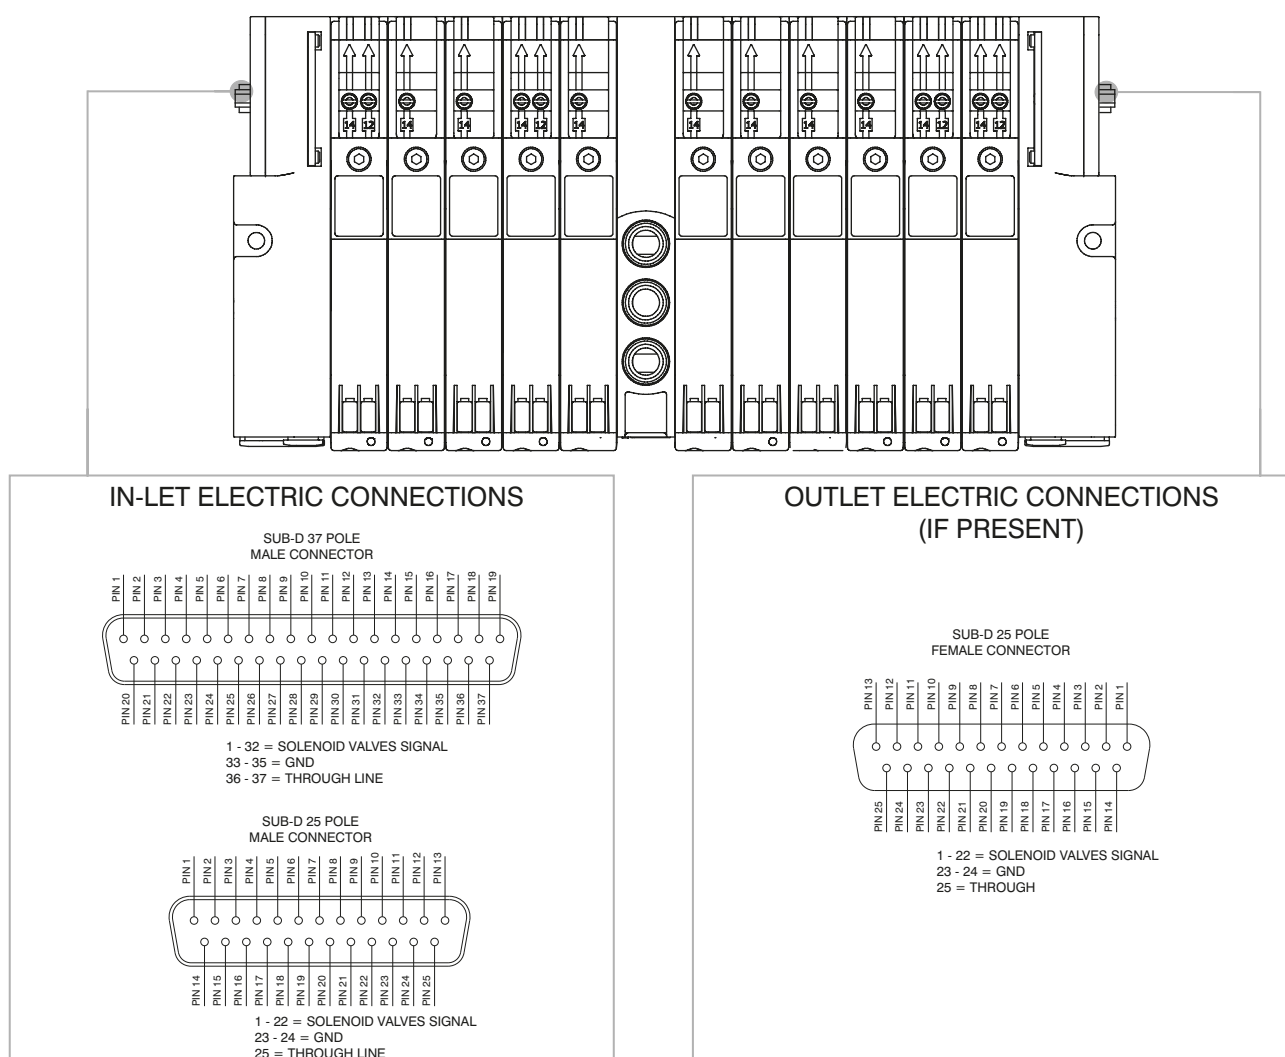 14 12 14 14 14 12 14 14 14 14 14 14 12 14 12
IN-LET ELECTRIC CONNECTIONS
SUB-D 37 POLE
MALE CONNECTOR
PIN 1 PIN 2 PIN 3 PIN 4 PIN 5 PIN 6 PIN 7 PIN 8 PIN 9 PIN 10 PIN 11 PIN 12 PIN 13 PIN 14 PIN 15 PIN 16 PIN 17 PIN 18 PIN 19
PIN 20 PIN 21 PIN 22 PIN 23 PIN 24 PIN 25 PIN 26 PIN 27 PIN 28 PIN 29 PIN 30 PIN 31 PIN 32 PIN 33 PIN 34 PIN 35 PIN 36 PIN 37
1 - 32 = SOLENOID VALVES SIGNAL
33 - 35 = GND
36 - 37 = THROUGH LINE
SUB-D 25 POLE
MALE CONNECTOR
PIN 1 PIN 2 PIN 3 PIN 4 PIN 5 PIN 6 PIN 7 PIN 8 PIN 9 PIN 10 PIN 11 PIN 12 PIN 13
PIN 14 PIN 15 PIN 16 PIN 17 PIN 18 PIN 19 PIN 20 PIN 21 PIN 22 PIN 23 PIN 24 PIN 25
1 - 22 = SOLENOID VALVES SIGNAL
23 - 24 = GND
25 = THROUGH LINE
OUTLET ELECTRIC CONNECTIONS
(IF PRESENT)
SUB-D 25 POLE
FEMALE CONNECTOR
PIN 13 PIN 12 PIN 11 PIN 10 PIN 9 PIN 8 PIN 7 PIN 6 PIN 5 PIN 4 PIN 3 PIN 2 PIN 1
PIN 25 PIN 24 PIN 23 PIN 22 PIN 21 PIN 20 PIN 19 PIN 18 PIN 17 PIN 16 PIN 15 PIN 14
1 - 22 = SOLENOID VALVES SIGNAL
23 - 24 = GND
25 = THROUGH